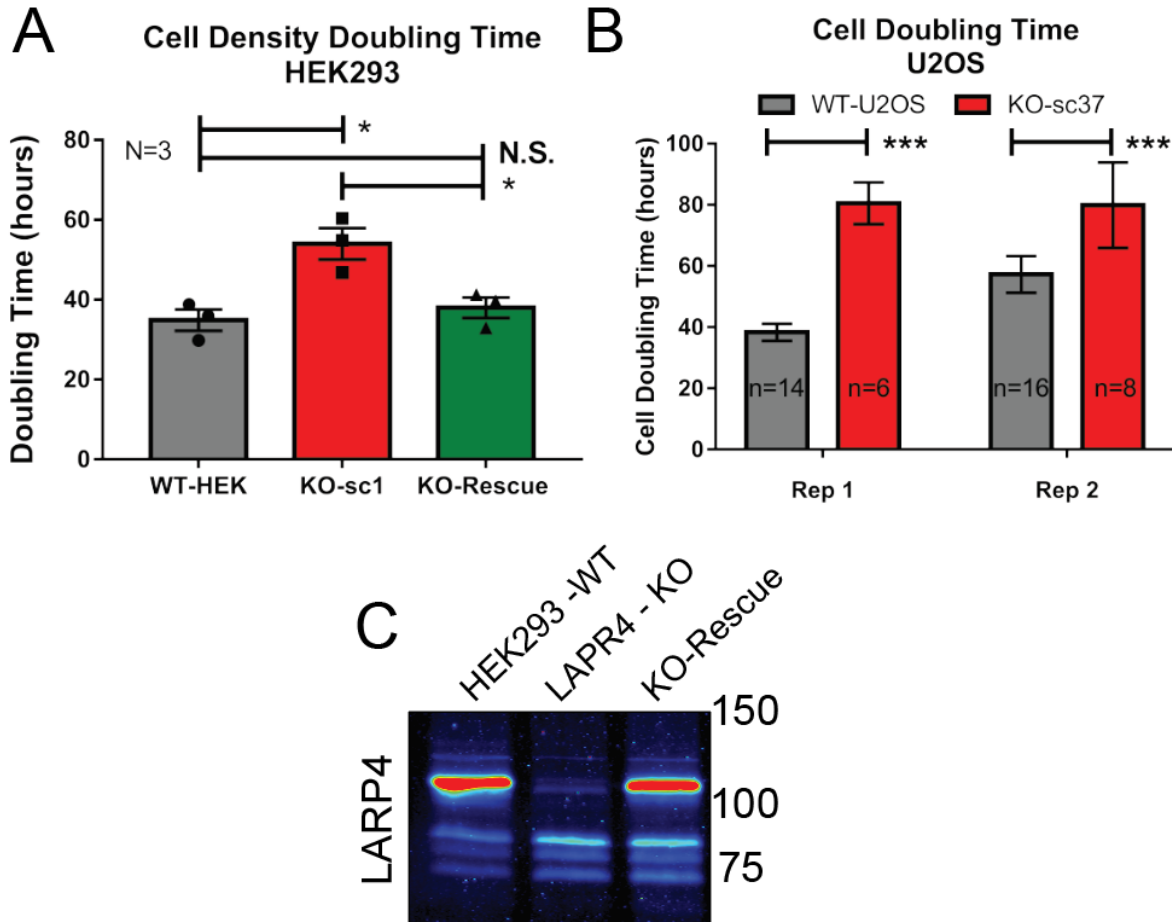 A
Cell Density Doubling Time
HEK293
Doubling Time (hours)
80
60
40
20
0
N=3
*
N.S.
*
WT-HEK
KO-sc1
KO-Rescue
B
Cell Doubling Time
U2OS
WT-U2OS
KO-sc37
Cell Doubling Time (hours)
100
80
60
40
20
0
***
***
n=14
n=6
n=16
n=8
Rep 1
Rep 2
C
HEK293 -WT
LAPR4 - KO
KO-Rescue
LARP4
150
100
75